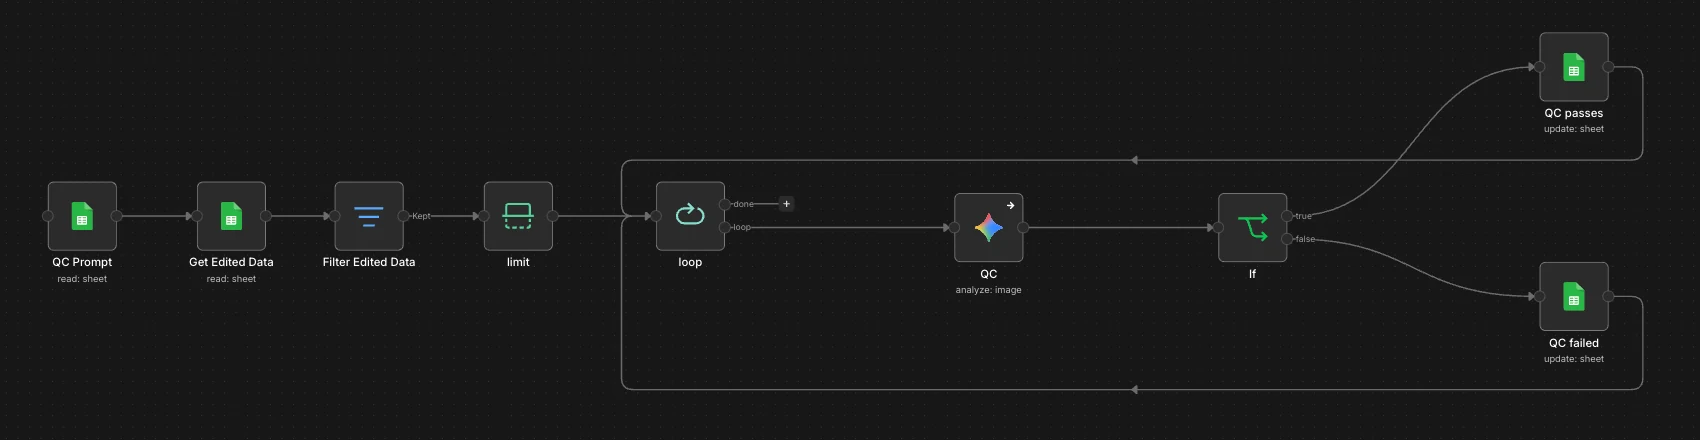 QC passes
update: sheet
Kept
done
+
loop
true
false
QC Prompt
read: sheet
Get Edited Data
read: sheet
Filter Edited Data
limit
loop
QC
analyze: image
If
QC failed
update: sheet